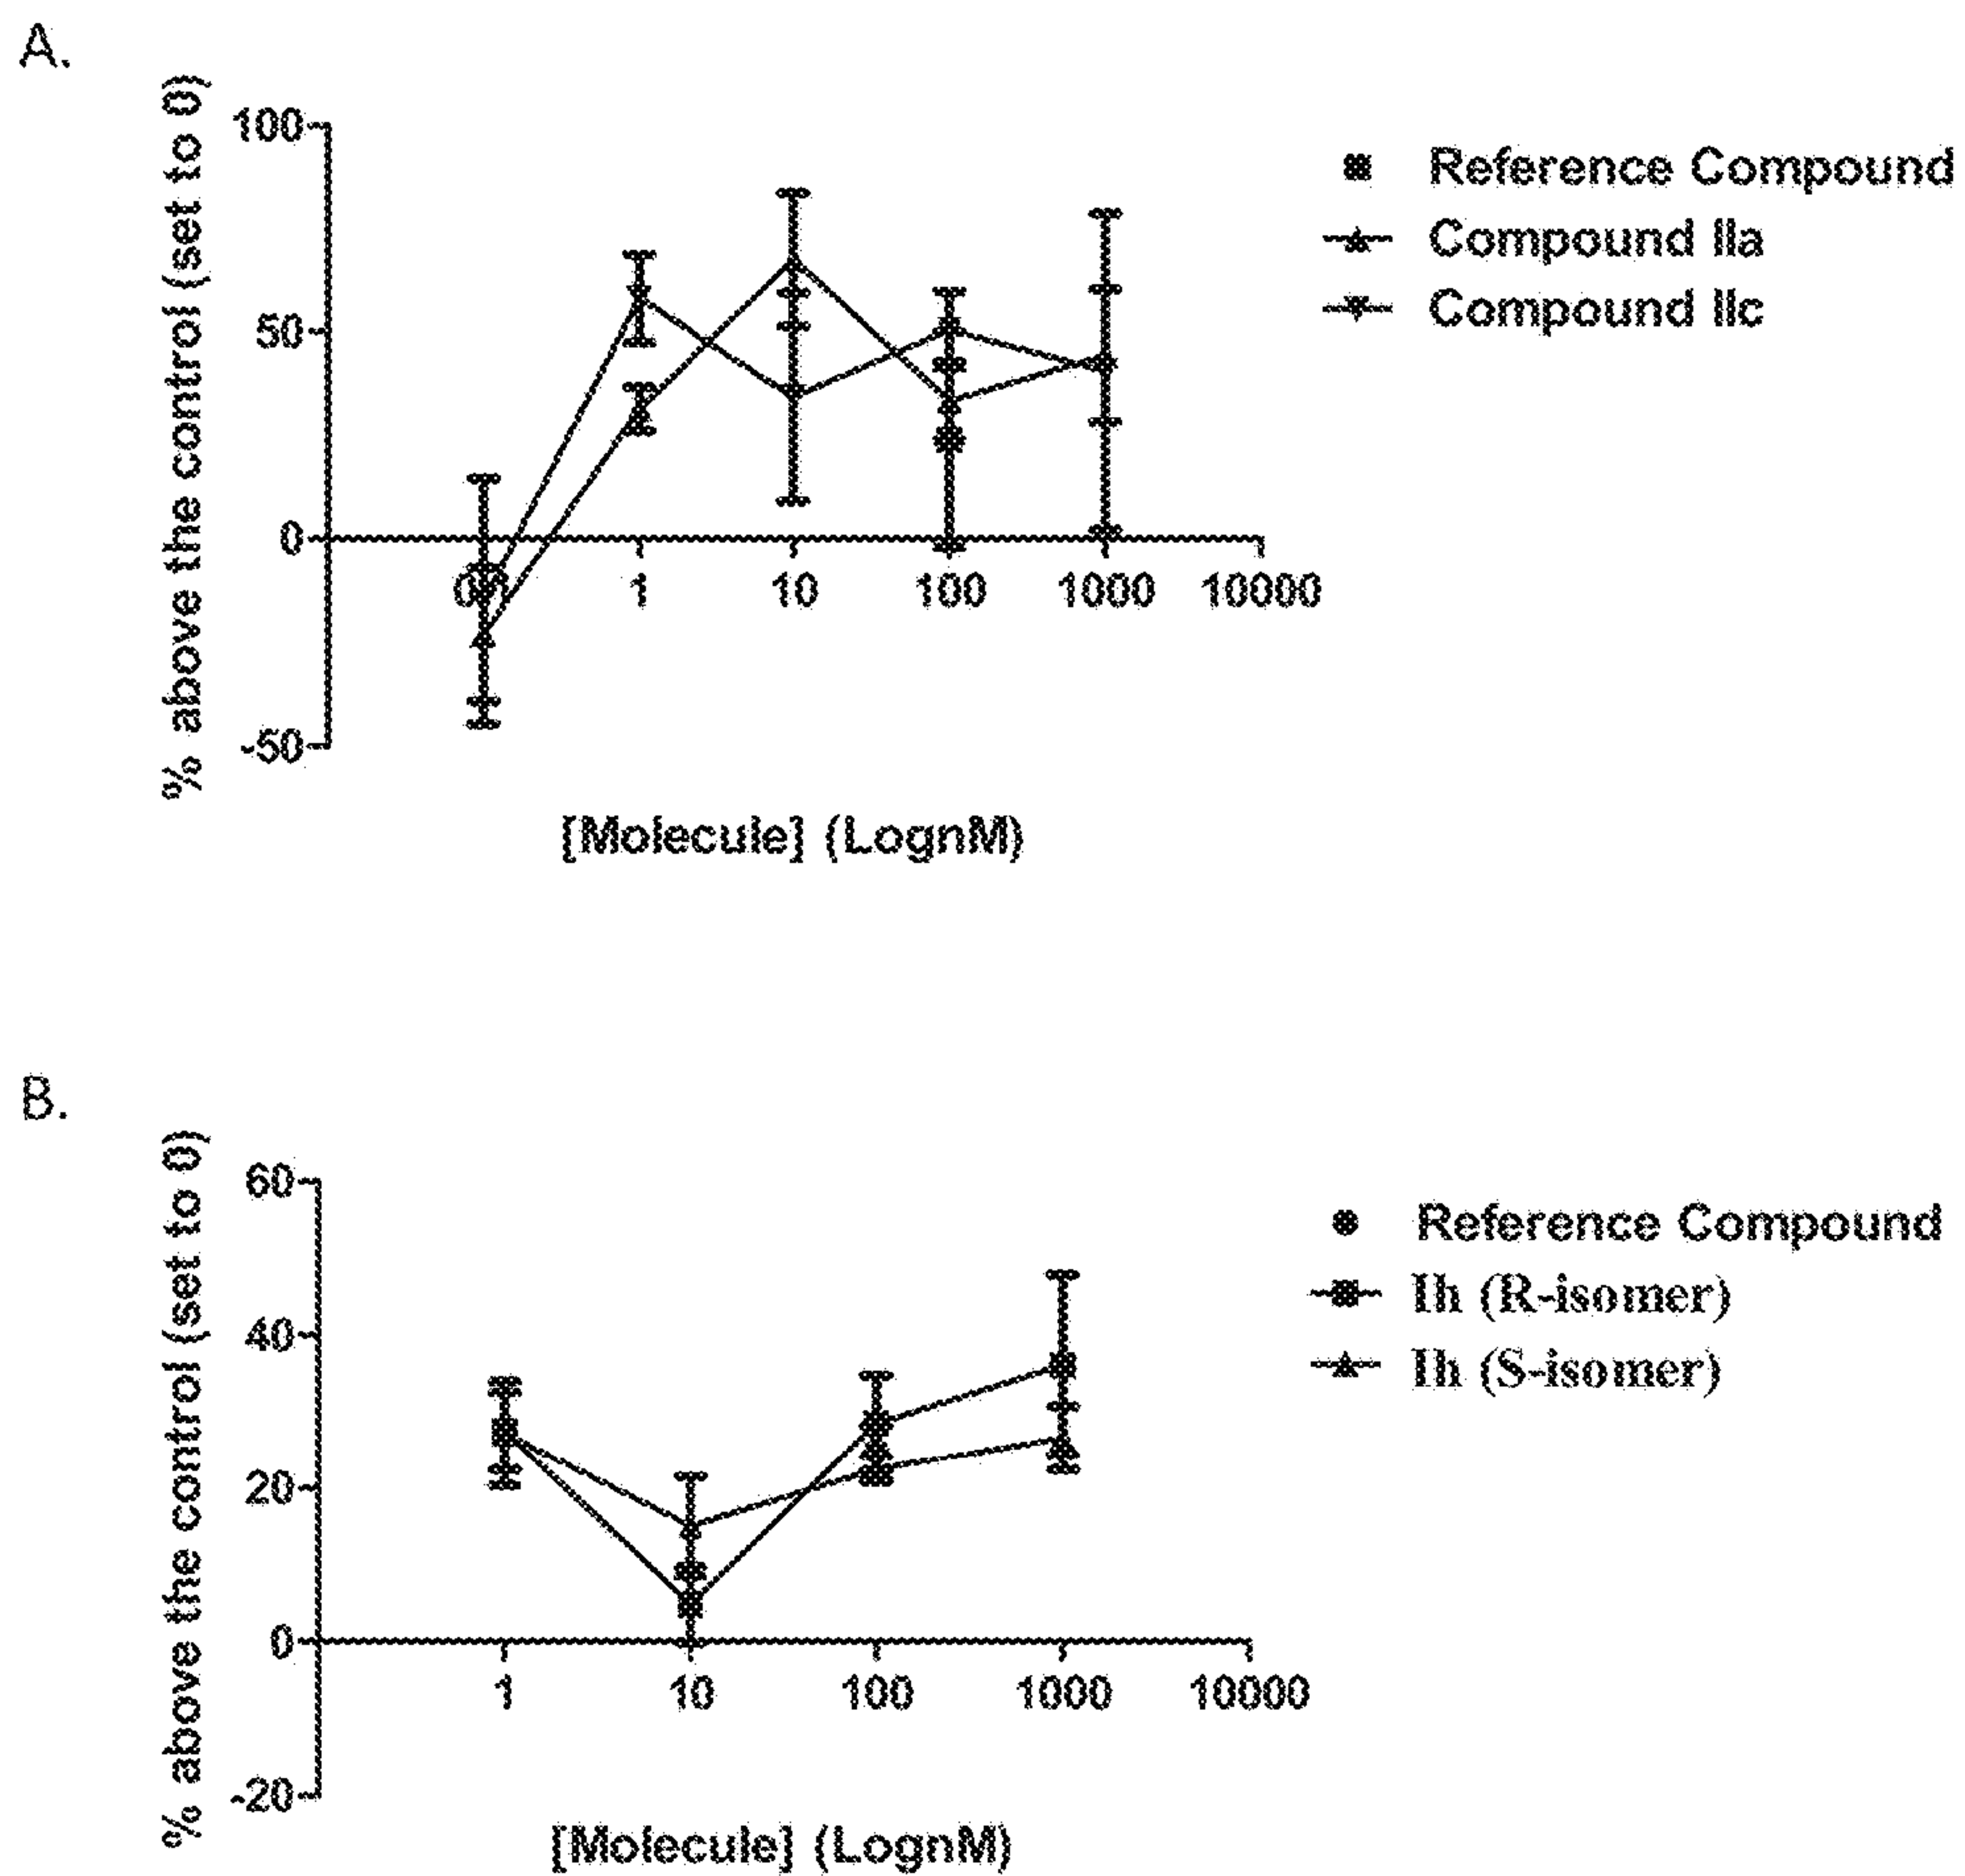 A.
% above the control (set to 0)
100
50
0
-50
1
10
100
1000
10000
[Molecule] (LognM)
Reference Compound
Compound IIa
Compound IIc
B.
% above the control (set to 0)
60
40
20
0
-20
1
10
100
1000
10000
[Molecule] (LognM)
Reference Compound
Ih (R-isomer)
Ih (S-isomer)